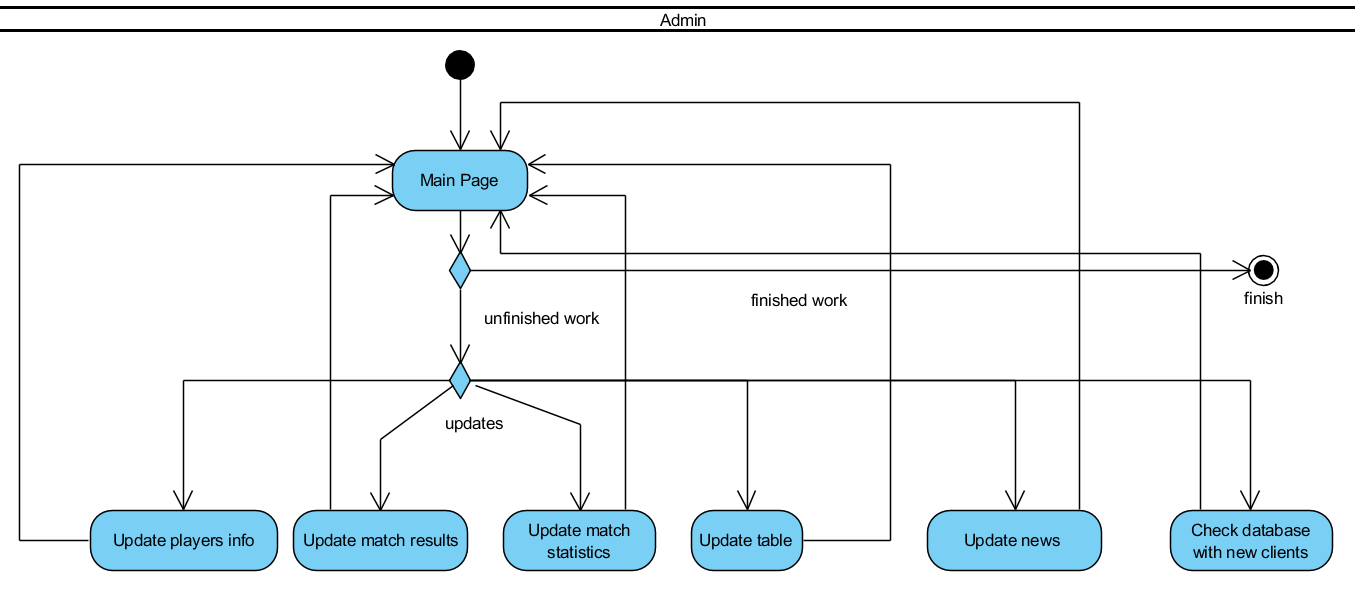 Admin
Main Page
finish
finished work
unfinished work
updates
Update players info
Update match results
Update match
statistics
Update table
Update news
Check database
with new clients